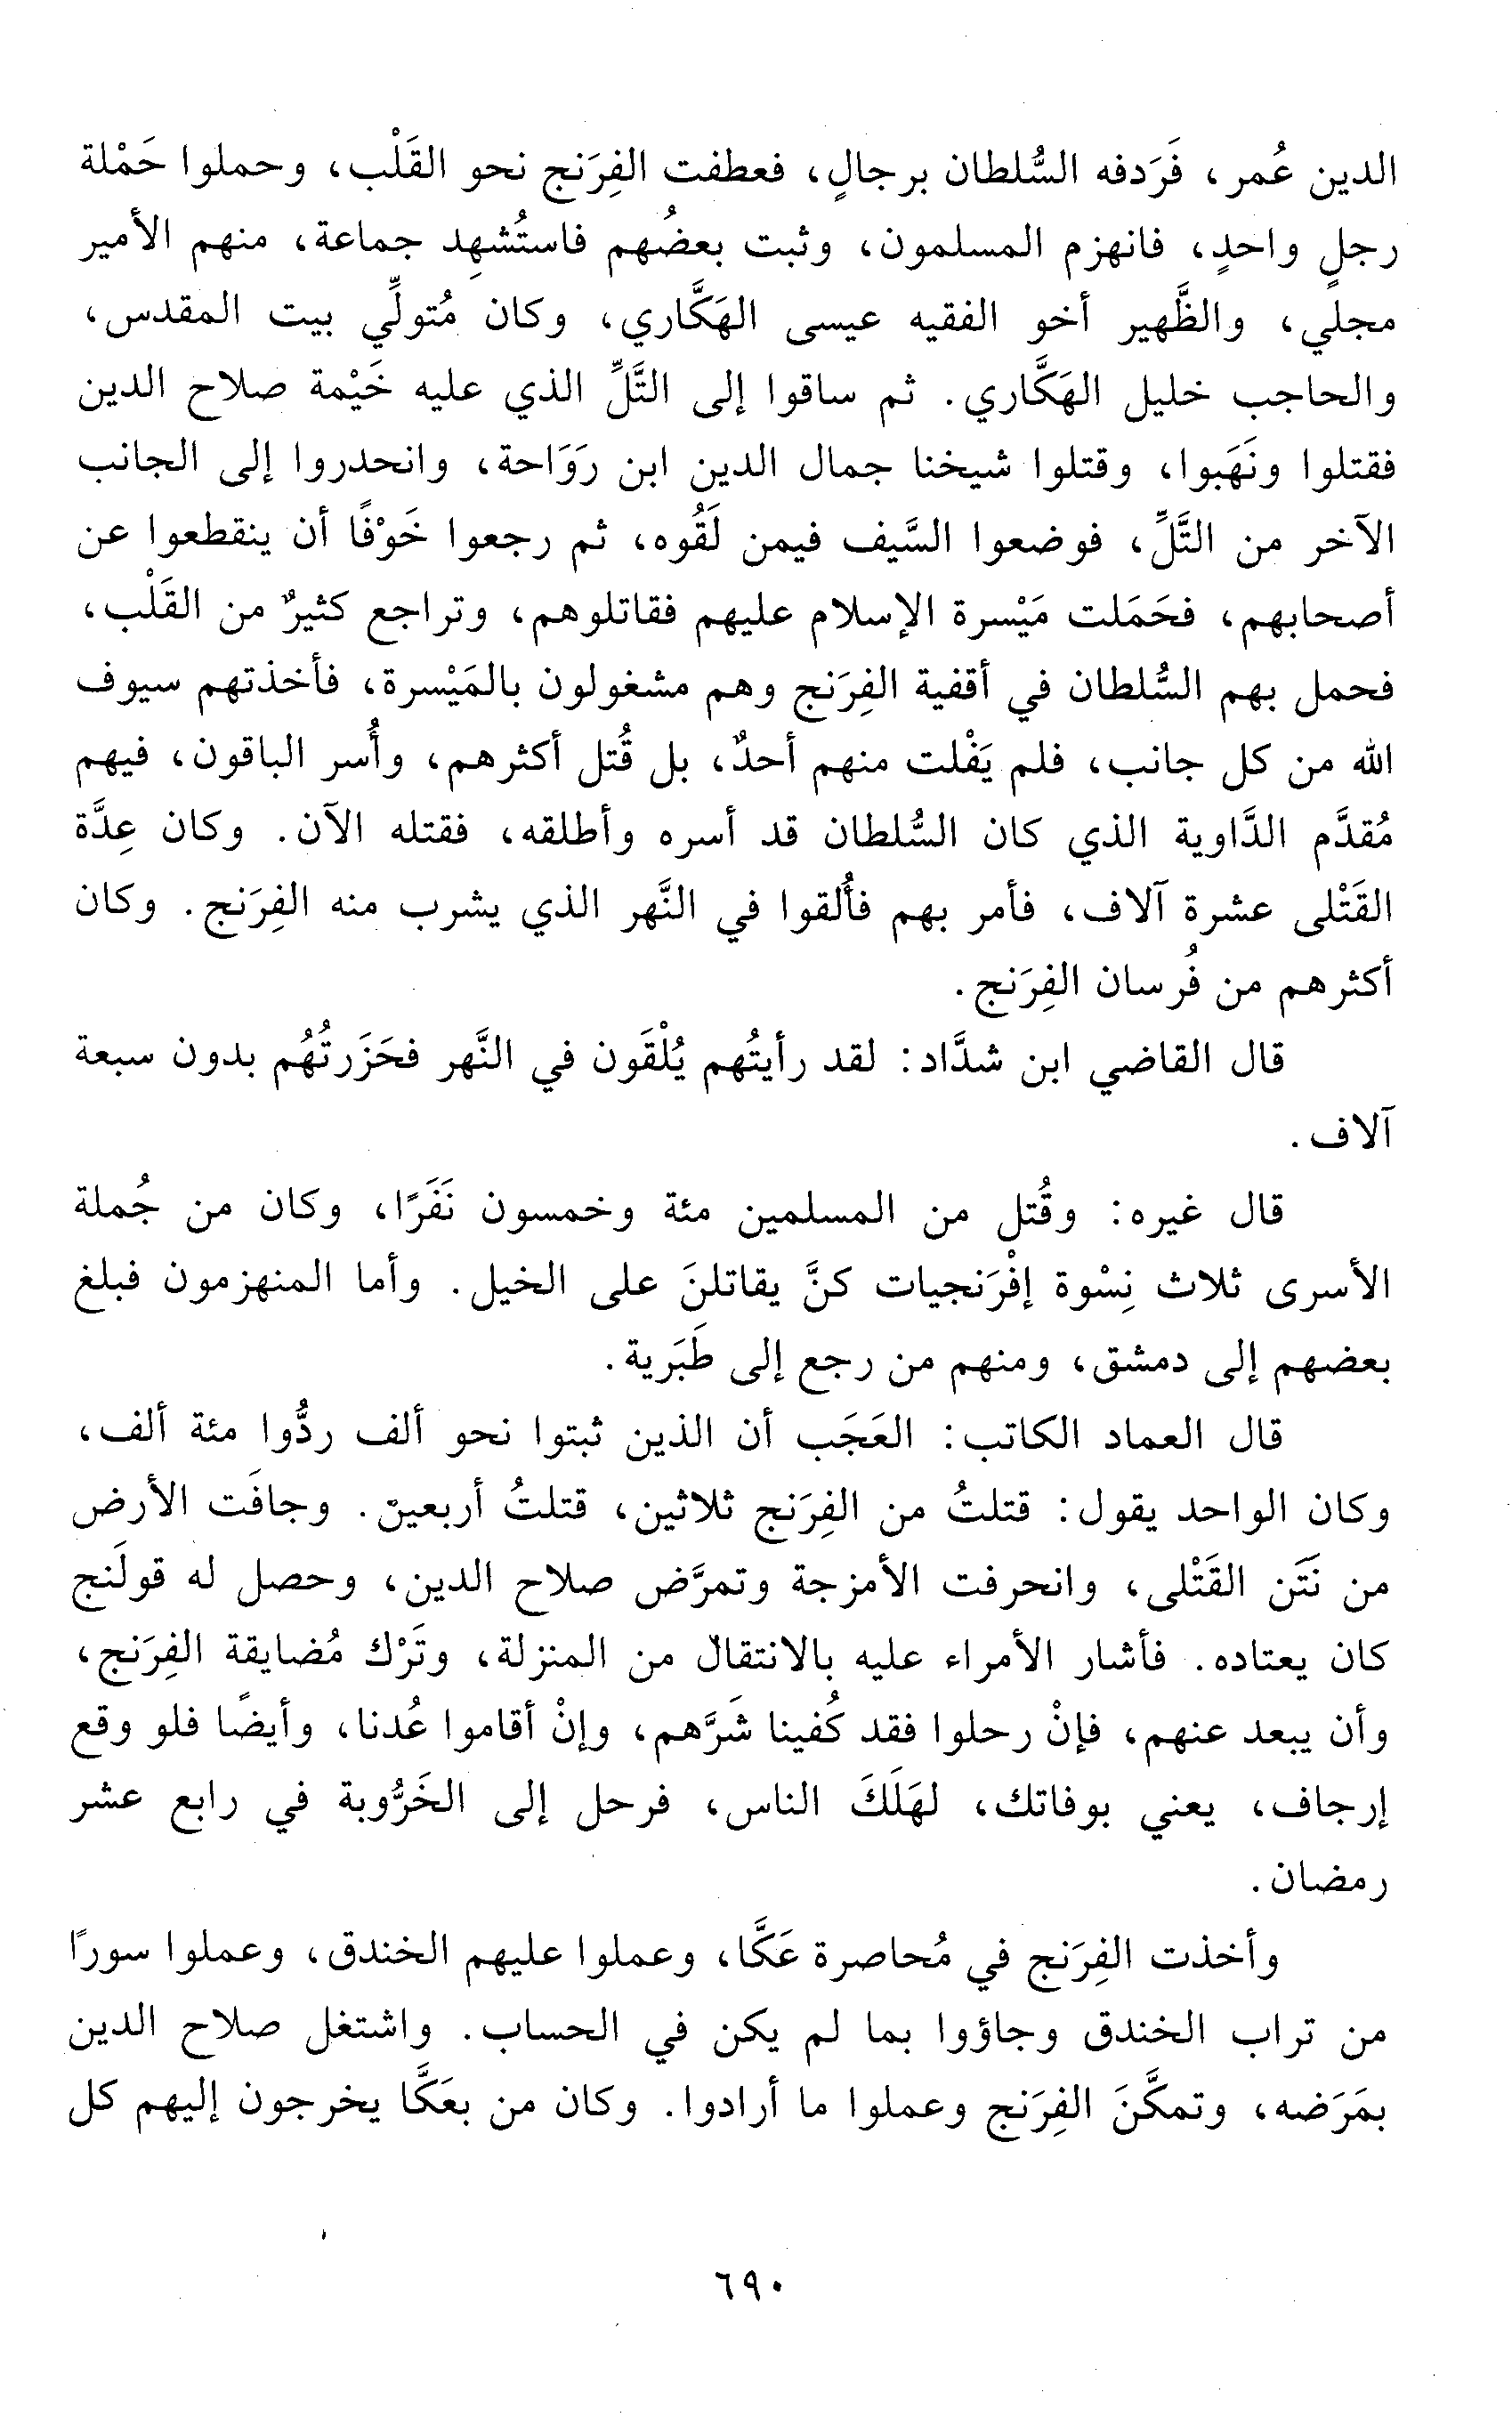 الدين عُمر، فَرَدفه السُّلطان برجالٍ، فعطفت الفِرَنج نحو القَلْب، وحملوا حَمْلة
رجلٍ واحدٍ، فانهزم المسلمون، وثبت بعضُهم فاستُشهِد جماعة، منهم الأمير
مجلي، والظَّهير أخو الفقيه عيسى الهَكَّاري، وكان مُتولِّي بيت المقدس،
والحاجب خليل الهَكَّاري. ثم ساقوا إلى التَّلِّ الذي عليه خَيْمة صلاح الدين
فقتلوا ونَهَبوا، وقتلوا شيخنا جمال الدين ابن رَوَاحة، وانحدروا إلى الجانب
الآخر من التَّلِّ، فوضعوا السَّيف فيمن لَقُوه، ثم رجعوا خَوْفًا أن ينقطعوا عن
أصحابهم، فحَمَلت مَيْسرة الإسلام عليهم فقاتلوهم، وتراجع كثيرٌ من القَلْب،
فحمل بهم السُّلطان في أقفية الفِرَنج وهم مشغولون بالمَيْسرة، فأخذتهم سيوف
الله من كل جانب، فلم يَفْلت منهم أحدٌ، بل قُتل أكثرهم، وأُسر الباقون، فيهم
مُقدَّم الدَّاوية الذي كان السُّلطان قد أسره وأطلقه، فقتله الآن. وكان عِدَّة
القَتْلى عشرة آلاف، فأمر بهم فأُلقوا في النَّهر الذي يشرب منه الفِرَنج. وكان
أكثرهم من فُرسان الفِرَنج.
قال القاضي ابن شدَّاد: لقد رأيتُهم يُلْقَون في النَّهر فحَزَرتُهُم بدون سبعة
آلاف.
قال غيره: وقُتل من المسلمين مئة وخمسون نَفَرًا، وكان من جُملة
الأسرى ثلاث نِسْوة إفْرَنجيات كنَّ يقاتلنَ على الخيل. وأما المنهزمون فبلغ
بعضهم إلى دمشق، ومنهم من رجع إلى طَبَرية.
قال العماد الكاتب: العَجَب أن الذين ثبتوا نحو ألف ردُّوا مئة ألف،
وكان الواحد يقول: قتلتُ من الفِرَنج ثلاثين، قتلتُ أربعين. وجافَت الأرض
من نَتَن القَتْلى، وانحرفت الأمزجة وتمرَّض صلاح الدين، وحصل له قولَنج
كان يعتاده. فأشار الأمراء عليه بالانتقال من المنزلة، وتَرْك مُضايقة الفِرَنج،
وأن يبعد عنهم، فإنْ رحلوا فقد كُفينا شَرَّهم، وإنْ أقاموا عُدنا، وأيضًا فلو وقع
إرجاف، يعني بوفاتك، لهَلَكَ الناس، فرحل إلى الخَرُّوبة في رابع عشر
رمضان.
وأخذت الفِرَنج في مُحاصرة عَكَّا، وعملوا عليهم الخندق، وعملوا سورًا
من تراب الخندق وجاؤوا بما لم يكن في الحساب. واشتغل صلاح الدين
بمَرَضه، وتمكَّنَ الفِرَنج وعملوا ما أرادوا. وكان من بعَكَّا يخرجون إليهم كل
٦٩٠